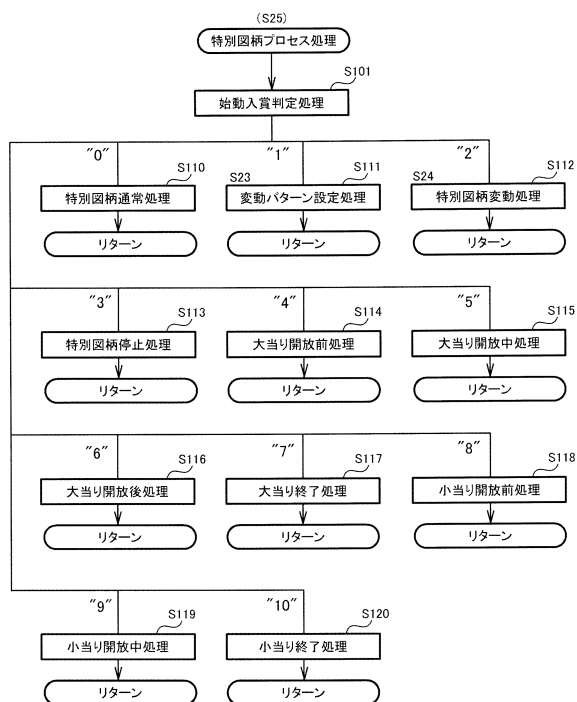 (S25)
特別図柄プロセス処理
S101
始動入賞判定処理
"0"
"1"
"2"
S110
S23
S111
S24
S112
特別図柄通常処理
変動パターン設定処理
特別図柄変動処理
リターン
リターン
リターン
"3"
"4"
"5"
S113
S114
S115
特別図柄停止処理
大当り開放前処理
大当り開放中処理
リターン
リターン
リターン
"6"
"7"
"8"
S116
S117
S118
大当り開放後処理
大当り終了処理
小当り開放前処理
リターン
リターン
リターン
"9"
"10"
S119
S120
小当り開放中処理
小当り終了処理
リターン
リターン